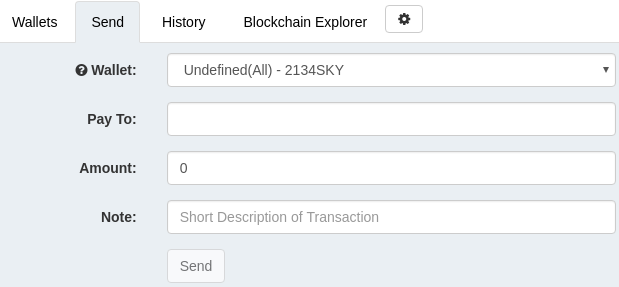 Wallets Send History Blockchain Explorer
Wallet: Undefined(All) - 2134SKY
Pay To:
Amount: 0
Note: Short Description of Transaction
Send